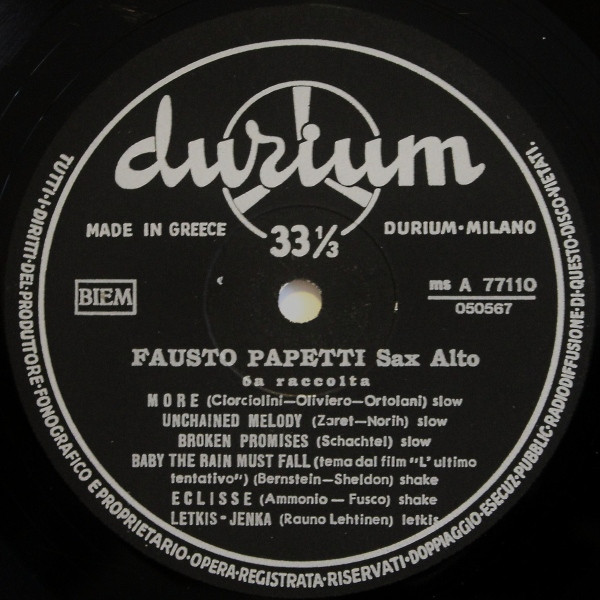 durium
MADE IN GREECE
33 1/3
DURIUM·MILANO
BIEM
ms A 77110
050567
FAUSTO PAPETTI Sax Alto
6a raccolta
MORE (Ciorciolini—Oliviero—Ortolani) slow
UNCHAINED MELODY (Zaret—Norih) slow
BROKEN PROMISES (Schachtel) slow
BABY THE RAIN MUST FALL (tema dal film "L' ultimo
tentativo") (Bernstein—Sheldon) shake
ECLISSE (Ammonio — Fusco) shake
LETKIS - JENKA (Rauno Lehtinen) letkis
TUTTI·I·DIRITTI·DEL·PRODUTTORE·FONOGRAFICO E PROPRIETARIO·OPERA·REGISTRATA·RISERVATI·DOPPIAGGIO·ESECUZ·PUBBLIC·RADIODIFFUSIONE·DI·QUESTO·DISCO·VIETATI.